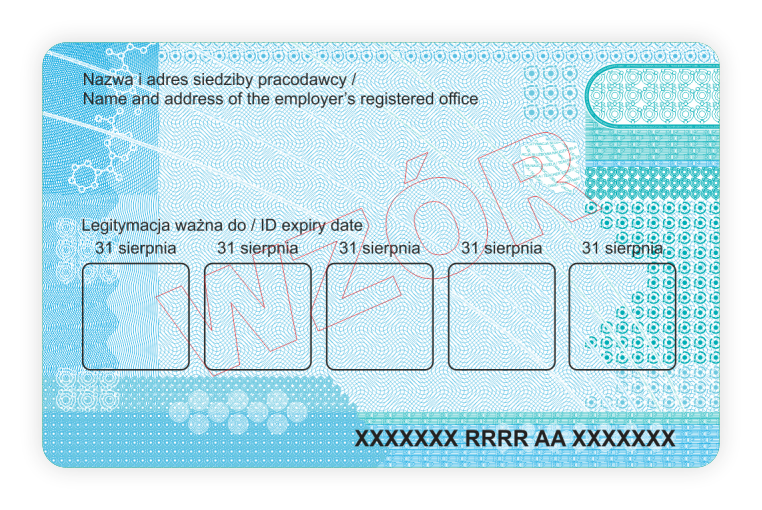 Nazwa i adres siedziby pracodawcy /
Name and address of the employer's registered office
WZÓR
Legitymacja ważna do / ID expiry date
31 sierpnia 31 sierpnia 31 sierpnia 31 sierpnia 31 sierpnia
XXXXXXX RRRR AA XXXXXXX